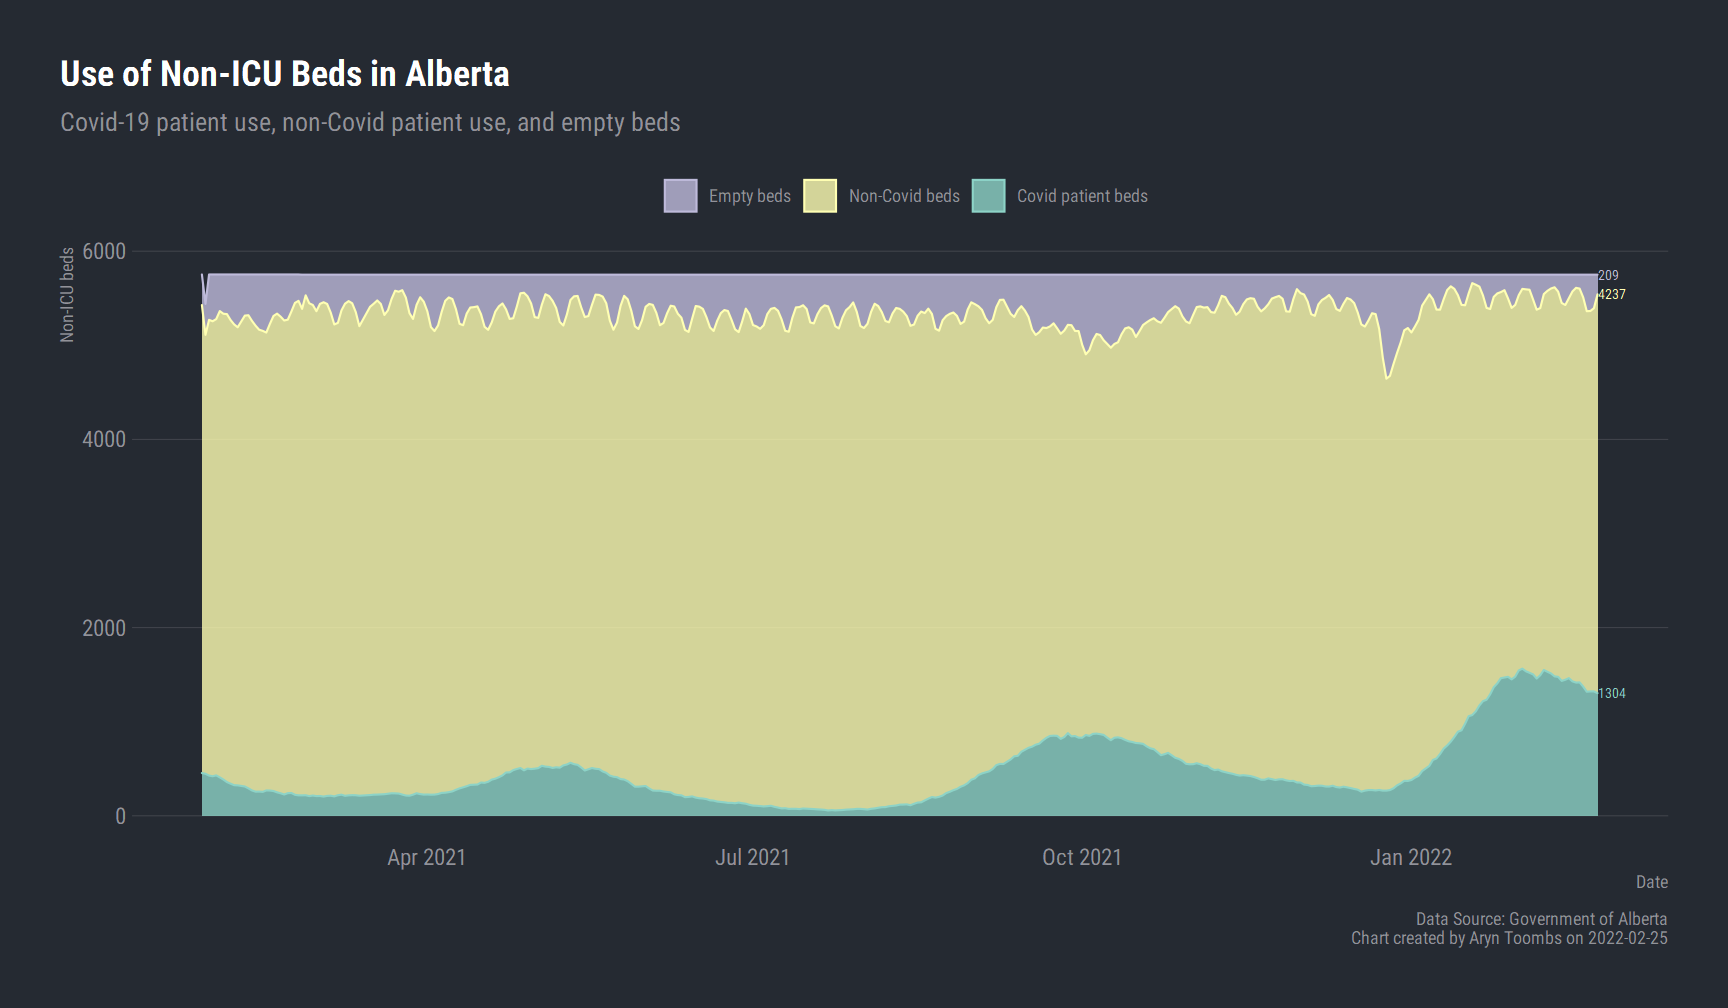 Use of Non-ICU Beds in Alberta
Covid-19 patient use, non-Covid patient use, and empty beds
Empty beds
Non-Covid beds
Covid patient beds
Non-ICU beds
6000
4000
2000
0
209
4237
1304
Apr 2021
Jul 2021
Oct 2021
Jan 2022
Date
Data Source: Government of Alberta
Chart created by Aryn Toombs on 2022-02-25